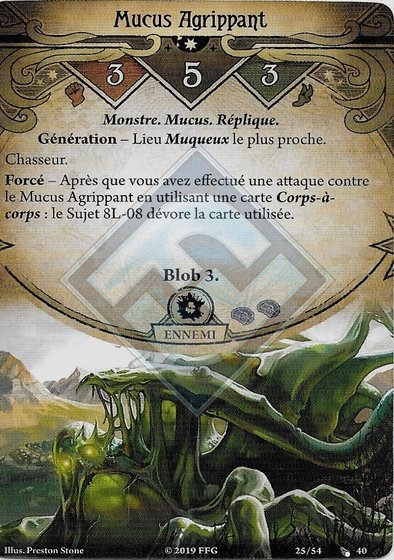 Mucus Agrippant
3 5 3
Monstre. Mucus. Réplique.
Génération – Lieu Muqueux le plus proche.
Chasseur.
Forcé – Après que vous avez effectué une attaque contre
le Mucus Agrippant en utilisant une carte Corps-à-
corps : le Sujet 8L-08 dévore la carte utilisée.
Blob 3.
ENNEMI
Illus. Preston Stone © 2019 FFG 25/54 40